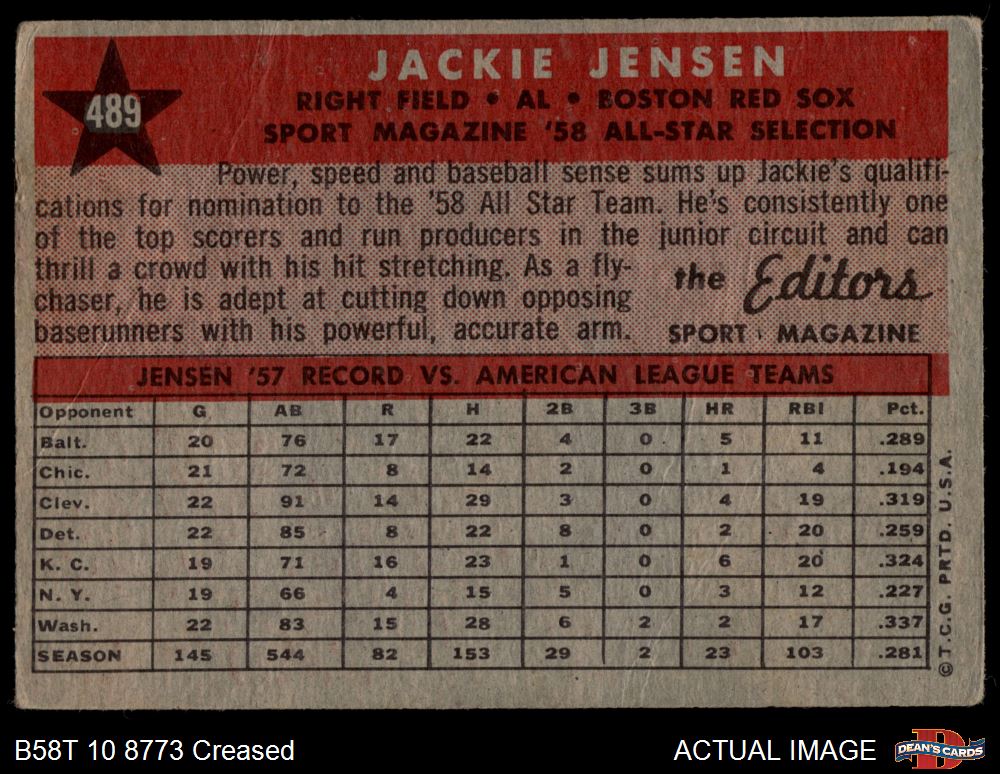 489
JACKIE JENSEN
RIGHT FIELD • AL • BOSTON RED SOX
SPORT MAGAZINE '58 ALL-STAR SELECTION
Power, speed and baseball sense sums up Jackie's qualifi-
cations for nomination to the '58 All Star Team. He's consistently one
of the top scorers and run producers in the junior circuit and can
thrill a crowd with his hit stretching. As a fly-
chaser, he is adept at cutting down opposing
baserunners with his powerful, accurate arm.
the Editors
SPORT MAGAZINE
JENSEN '57 RECORD VS. AMERICAN LEAGUE TEAMS
Opponent G AB R H 2B 3B HR RBI Pct.
Balt. 20 76 17 22 4 0 5 11 .289
Chic. 21 72 8 14 2 0 1 4 .194
Clev. 22 91 14 29 3 0 4 19 .319
Det. 22 85 8 22 8 0 2 20 .259
K. C. 19 71 16 23 1 0 6 20 .324
N. Y. 19 66 4 15 5 0 3 12 .227
Wash. 22 83 15 28 6 2 2 17 .337
SEASON 145 544 82 153 29 2 23 103 .281
© T.C.G. PRTD. U.S.A.
B58T 10 8773 Creased
ACTUAL IMAGE
DEAN'S CARDS